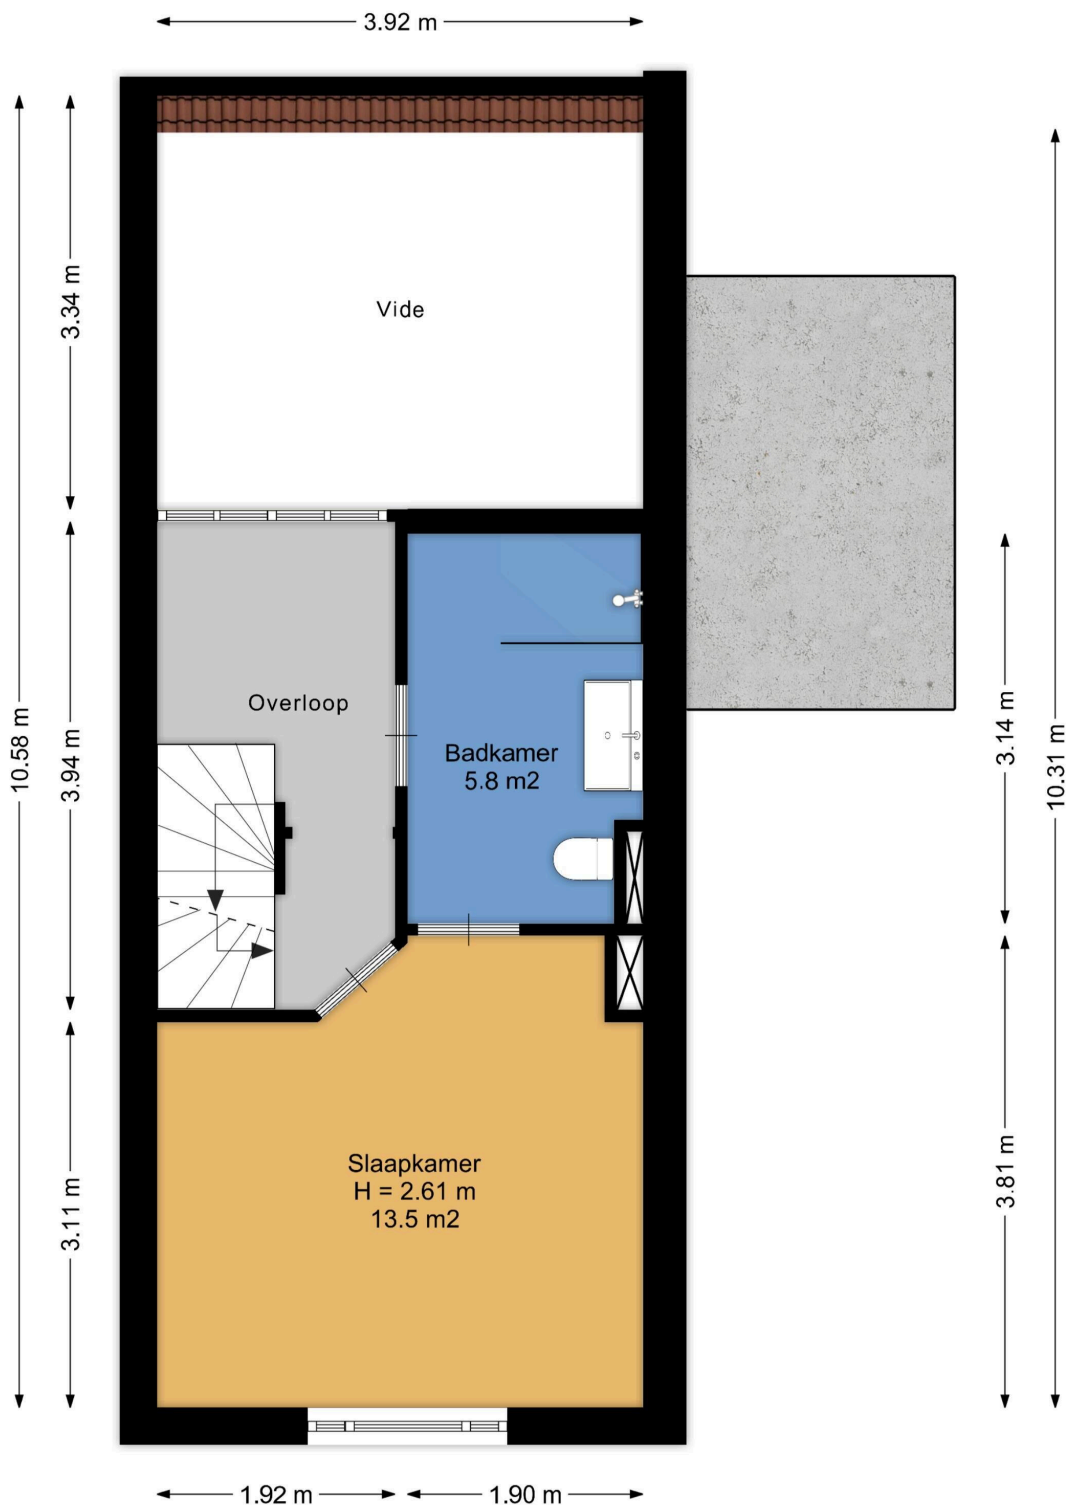 3.92 m
3.34 m
Vide
Overloop
10.58 m
3.94 m
3.14 m
10.31 m
Badkamer
5.8 m2
3.11 m
3.81 m
Slaapkamer
H = 2.61 m
13.5 m2
1.92 m
1.90 m